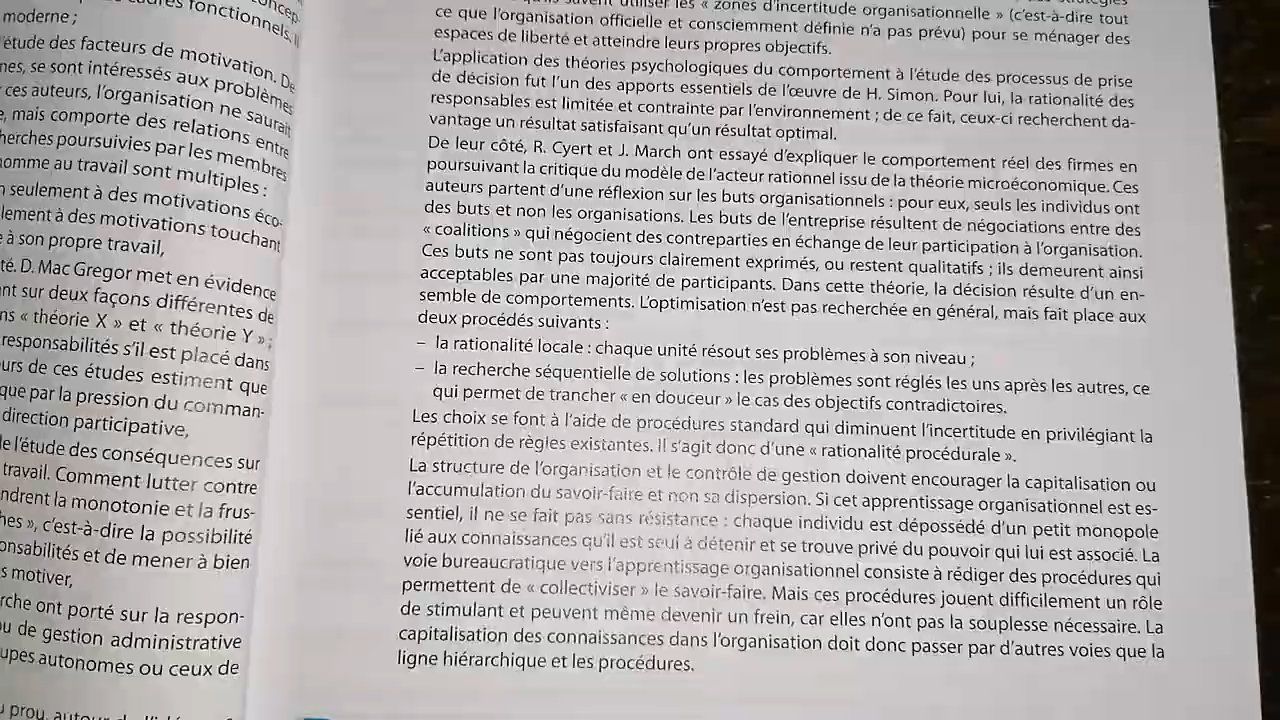 concep-
fonctionnels. Il
moderne ;
étude des facteurs de motivation. De
nes, se sont intéressés aux problèmes
ces auteurs, l'organisation ne saurait
e, mais comporte des relations entre
herches poursuivies par les membres
homme au travail sont multiples :
n seulement à des motivations éco-
lement à des motivations touchant
e à son propre travail,
té. D. Mac Gregor met en évidence
ant sur deux façons différentes de
ns « théorie X » et « théorie Y » ;
responsabilités s'il est placé dans
urs de ces études estiment que
que par la pression du comman-
direction participative,
le l'étude des conséquences sur
travail. Comment lutter contre
ndrent la monotonie et la frus-
hes », c'est-à-dire la possibilité
onsabilités et de mener à bien
s motiver,
rche ont porté sur la respon-
ou de gestion administrative
upes autonomes ou ceux de
utiliser les « zones d'incertitude organisationnelle » (c'est-à-dire tout
ce que l'organisation officielle et consciemment définie n'a pas prévu) pour se ménager des
espaces de liberté et atteindre leurs propres objectifs.
L'application des théories psychologiques du comportement à l'étude des processus de prise
de décision fut l'un des apports essentiels de l'œuvre de H. Simon. Pour lui, la rationalité des
responsables est limitée et contrainte par l'environnement ; de ce fait, ceux-ci recherchent da-
vantage un résultat satisfaisant qu'un résultat optimal.
De leur côté, R. Cyert et J. March ont essayé d'expliquer le comportement réel des firmes en
poursuivant la critique du modèle de l'acteur rationnel issu de la théorie microéconomique. Ces
auteurs partent d'une réflexion sur les buts organisationnels : pour eux, seuls les individus ont
des buts et non les organisations. Les buts de l'entreprise résultent de négociations entre des
« coalitions » qui négocient des contreparties en échange de leur participation à l'organisation.
Ces buts ne sont pas toujours clairement exprimés, ou restent qualitatifs ; ils demeurent ainsi
acceptables par une majorité de participants. Dans cette théorie, la décision résulte d'un en-
semble de comportements. L'optimisation n'est pas recherchée en général, mais fait place aux
deux procédés suivants :
– la rationalité locale : chaque unité résout ses problèmes à son niveau ;
– la recherche séquentielle de solutions : les problèmes sont réglés les uns après les autres, ce
qui permet de trancher « en douceur » le cas des objectifs contradictoires.
Les choix se font à l'aide de procédures standard qui diminuent l'incertitude en privilégiant la
répétition de règles existantes. Il s'agit donc d'une « rationalité procédurale ».
La structure de l'organisation et le contrôle de gestion doivent encourager la capitalisation ou
l'accumulation du savoir-faire et non sa dispersion. Si cet apprentissage organisationnel est es-
sentiel, il ne se fait pas sans résistance : chaque individu est dépossédé d'un petit monopole
lié aux connaissances qu'il est seul à détenir et se trouve privé du pouvoir qui lui est associé. La
voie bureaucratique vers l'apprentissage organisationnel consiste à rédiger des procédures qui
permettent de « collectiviser » le savoir-faire. Mais ces procédures jouent difficilement un rôle
de stimulant et peuvent même devenir un frein, car elles n'ont pas la souplesse nécessaire. La
capitalisation des connaissances dans l'organisation doit donc passer par d'autres voies que la
ligne hiérarchique et les procédures.